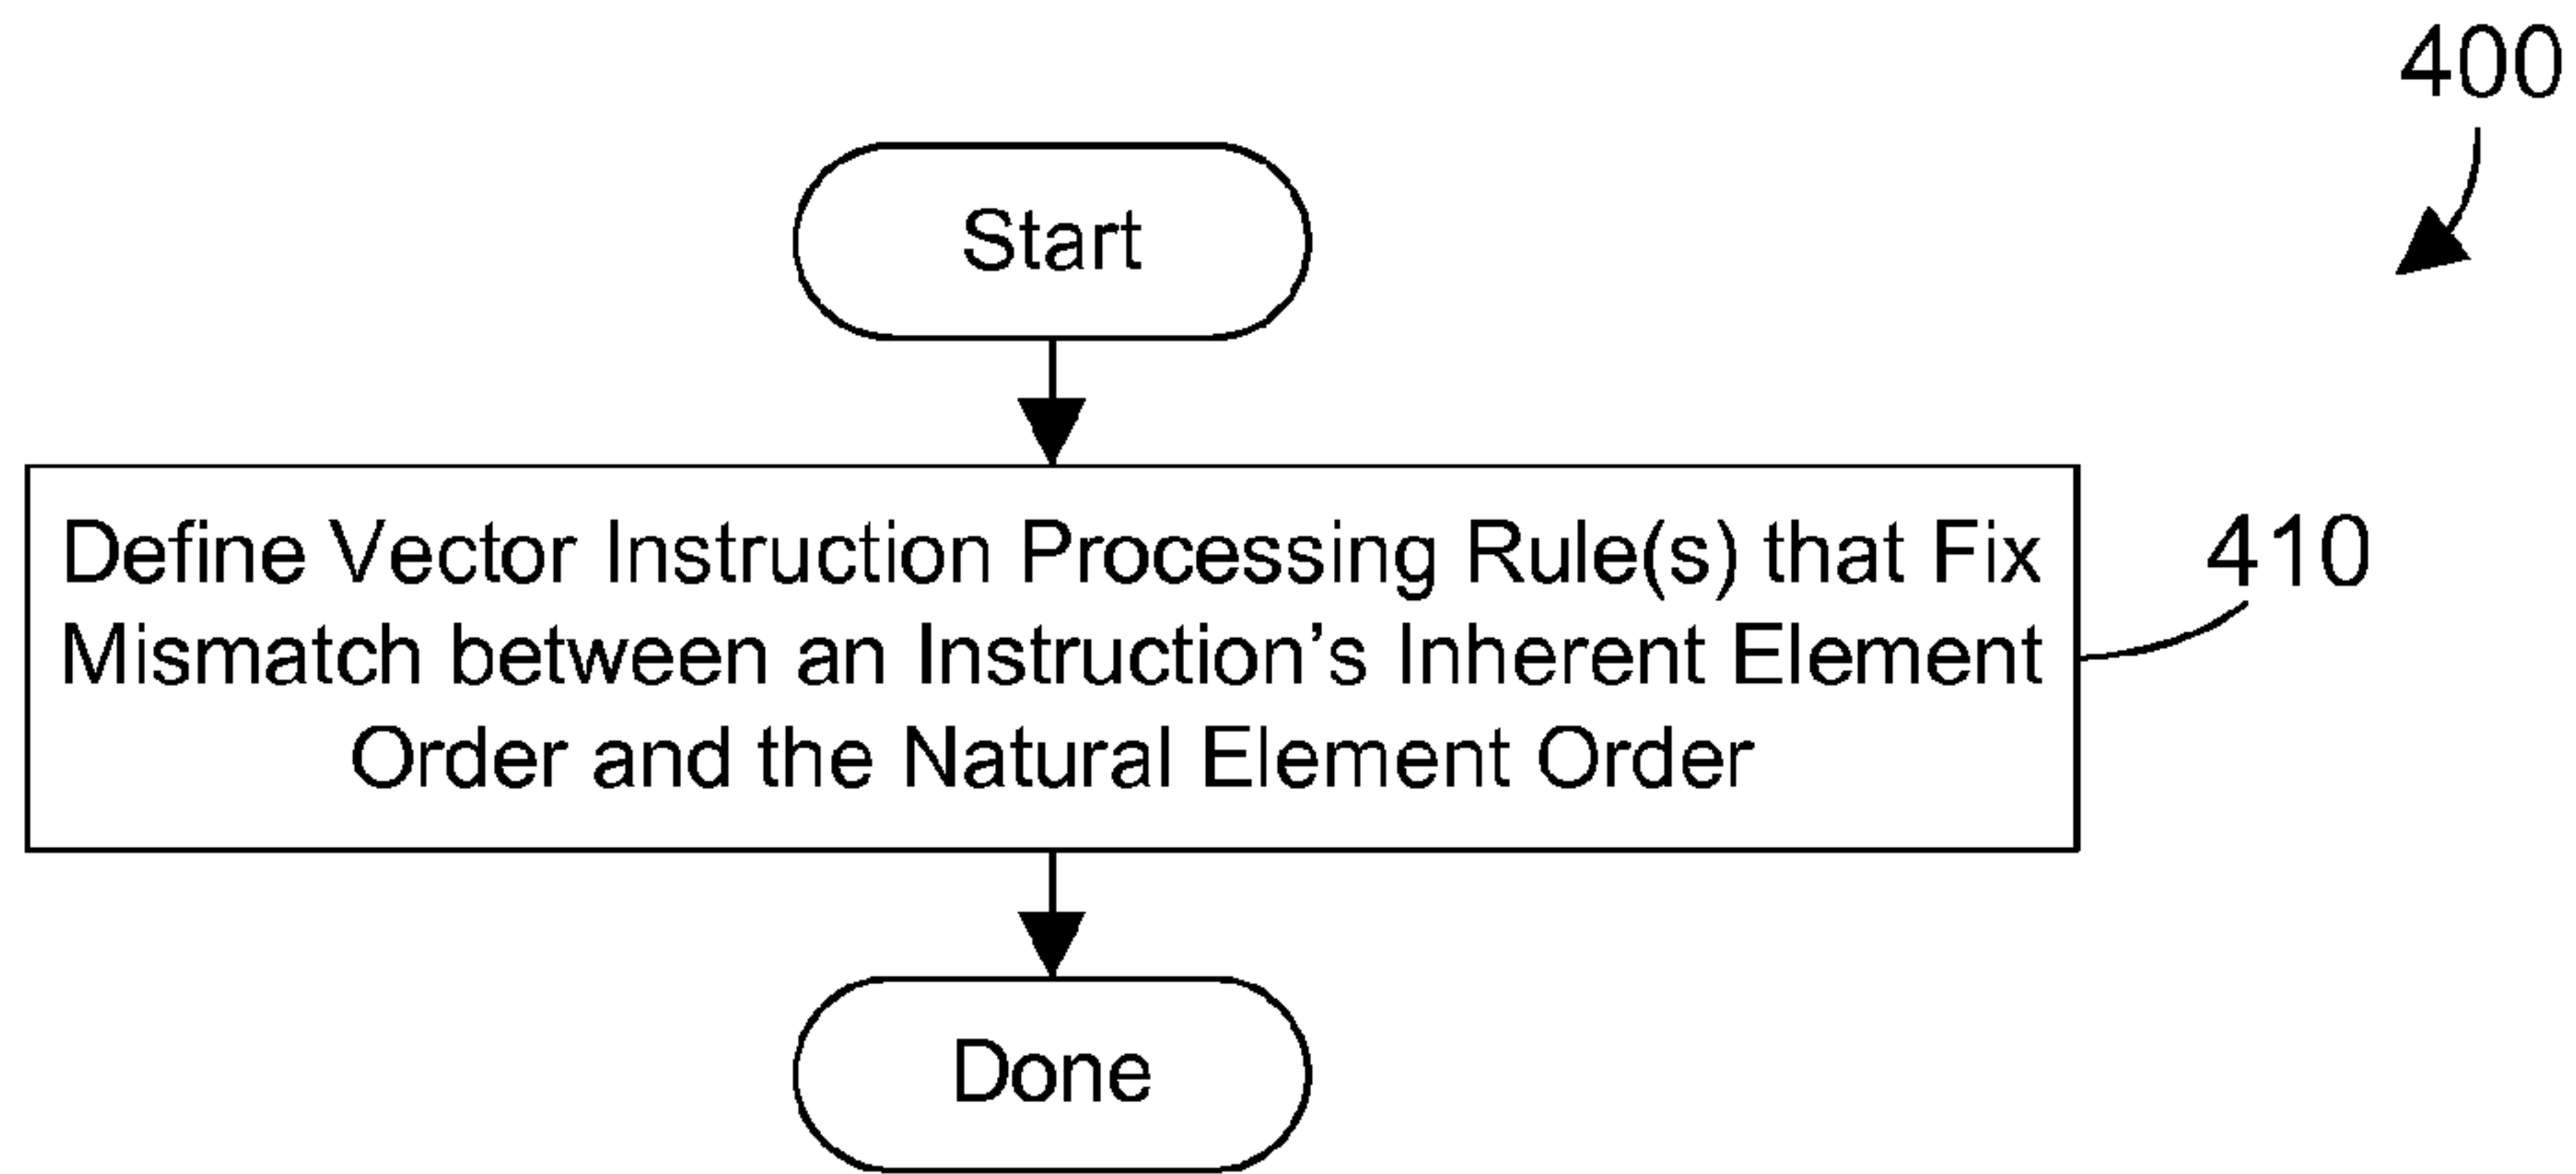 400
Start
Define Vector Instruction Processing Rule(s) that Fix
Mismatch between an Instruction’s Inherent Element
Order and the Natural Element Order
410
Done